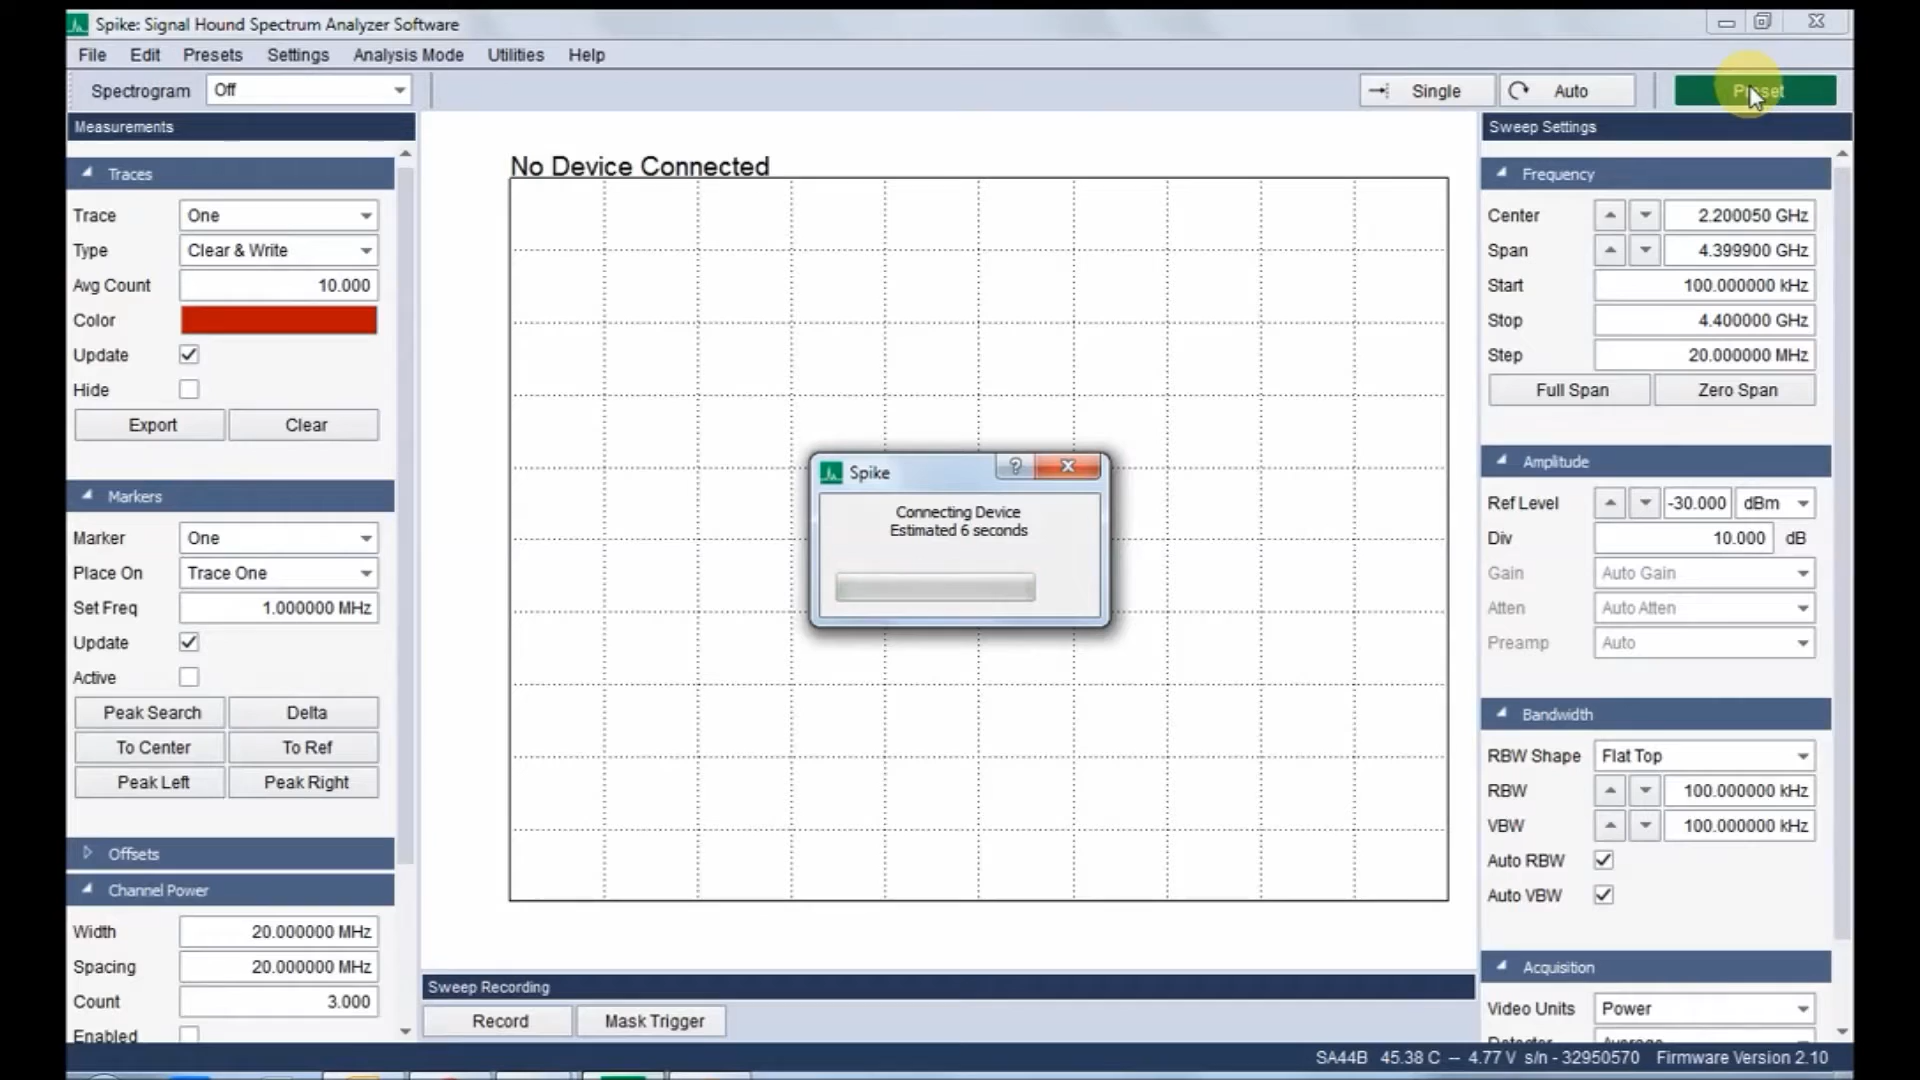 Spike: Signal Hound Spectrum Analyzer Software
File Edit Presets Settings Analysis Mode Utilities Help
Spectrogram Off Single Auto Preset
Measurements
Traces
Trace One
Type Clear & Write
Avg Count 10.000
Color
Update
Hide
Export Clear
Markers
Marker One
Place On Trace One
Set Freq 1.000000 MHz
Update
Active
Peak Search Delta
To Center To Ref
Peak Left Peak Right
Offsets
Channel Power
Width 20.000000 MHz
Spacing 20.000000 MHz
Count 3.000
Enabled
No Device Connected
Spike
Connecting Device
Estimated 6 seconds
Sweep Recording
Record Mask Trigger
Sweep Settings
Frequency
Center 2.200050 GHz
Span 4.399900 GHz
Start 100.000000 kHz
Stop 4.400000 GHz
Step 20.000000 MHz
Full Span Zero Span
Amplitude
Ref Level -30.000 dBm
Div 10.000 dB
Gain Auto Gain
Atten Auto Atten
Preamp Auto
Bandwidth
RBW Shape Flat Top
RBW 100.000000 kHz
VBW 100.000000 kHz
Auto RBW
Auto VBW
Acquisition
Video Units Power
Detector Average
SA44B 45.38 C -- 4.77 V s/n - 32950570 Firmware Version 2.10